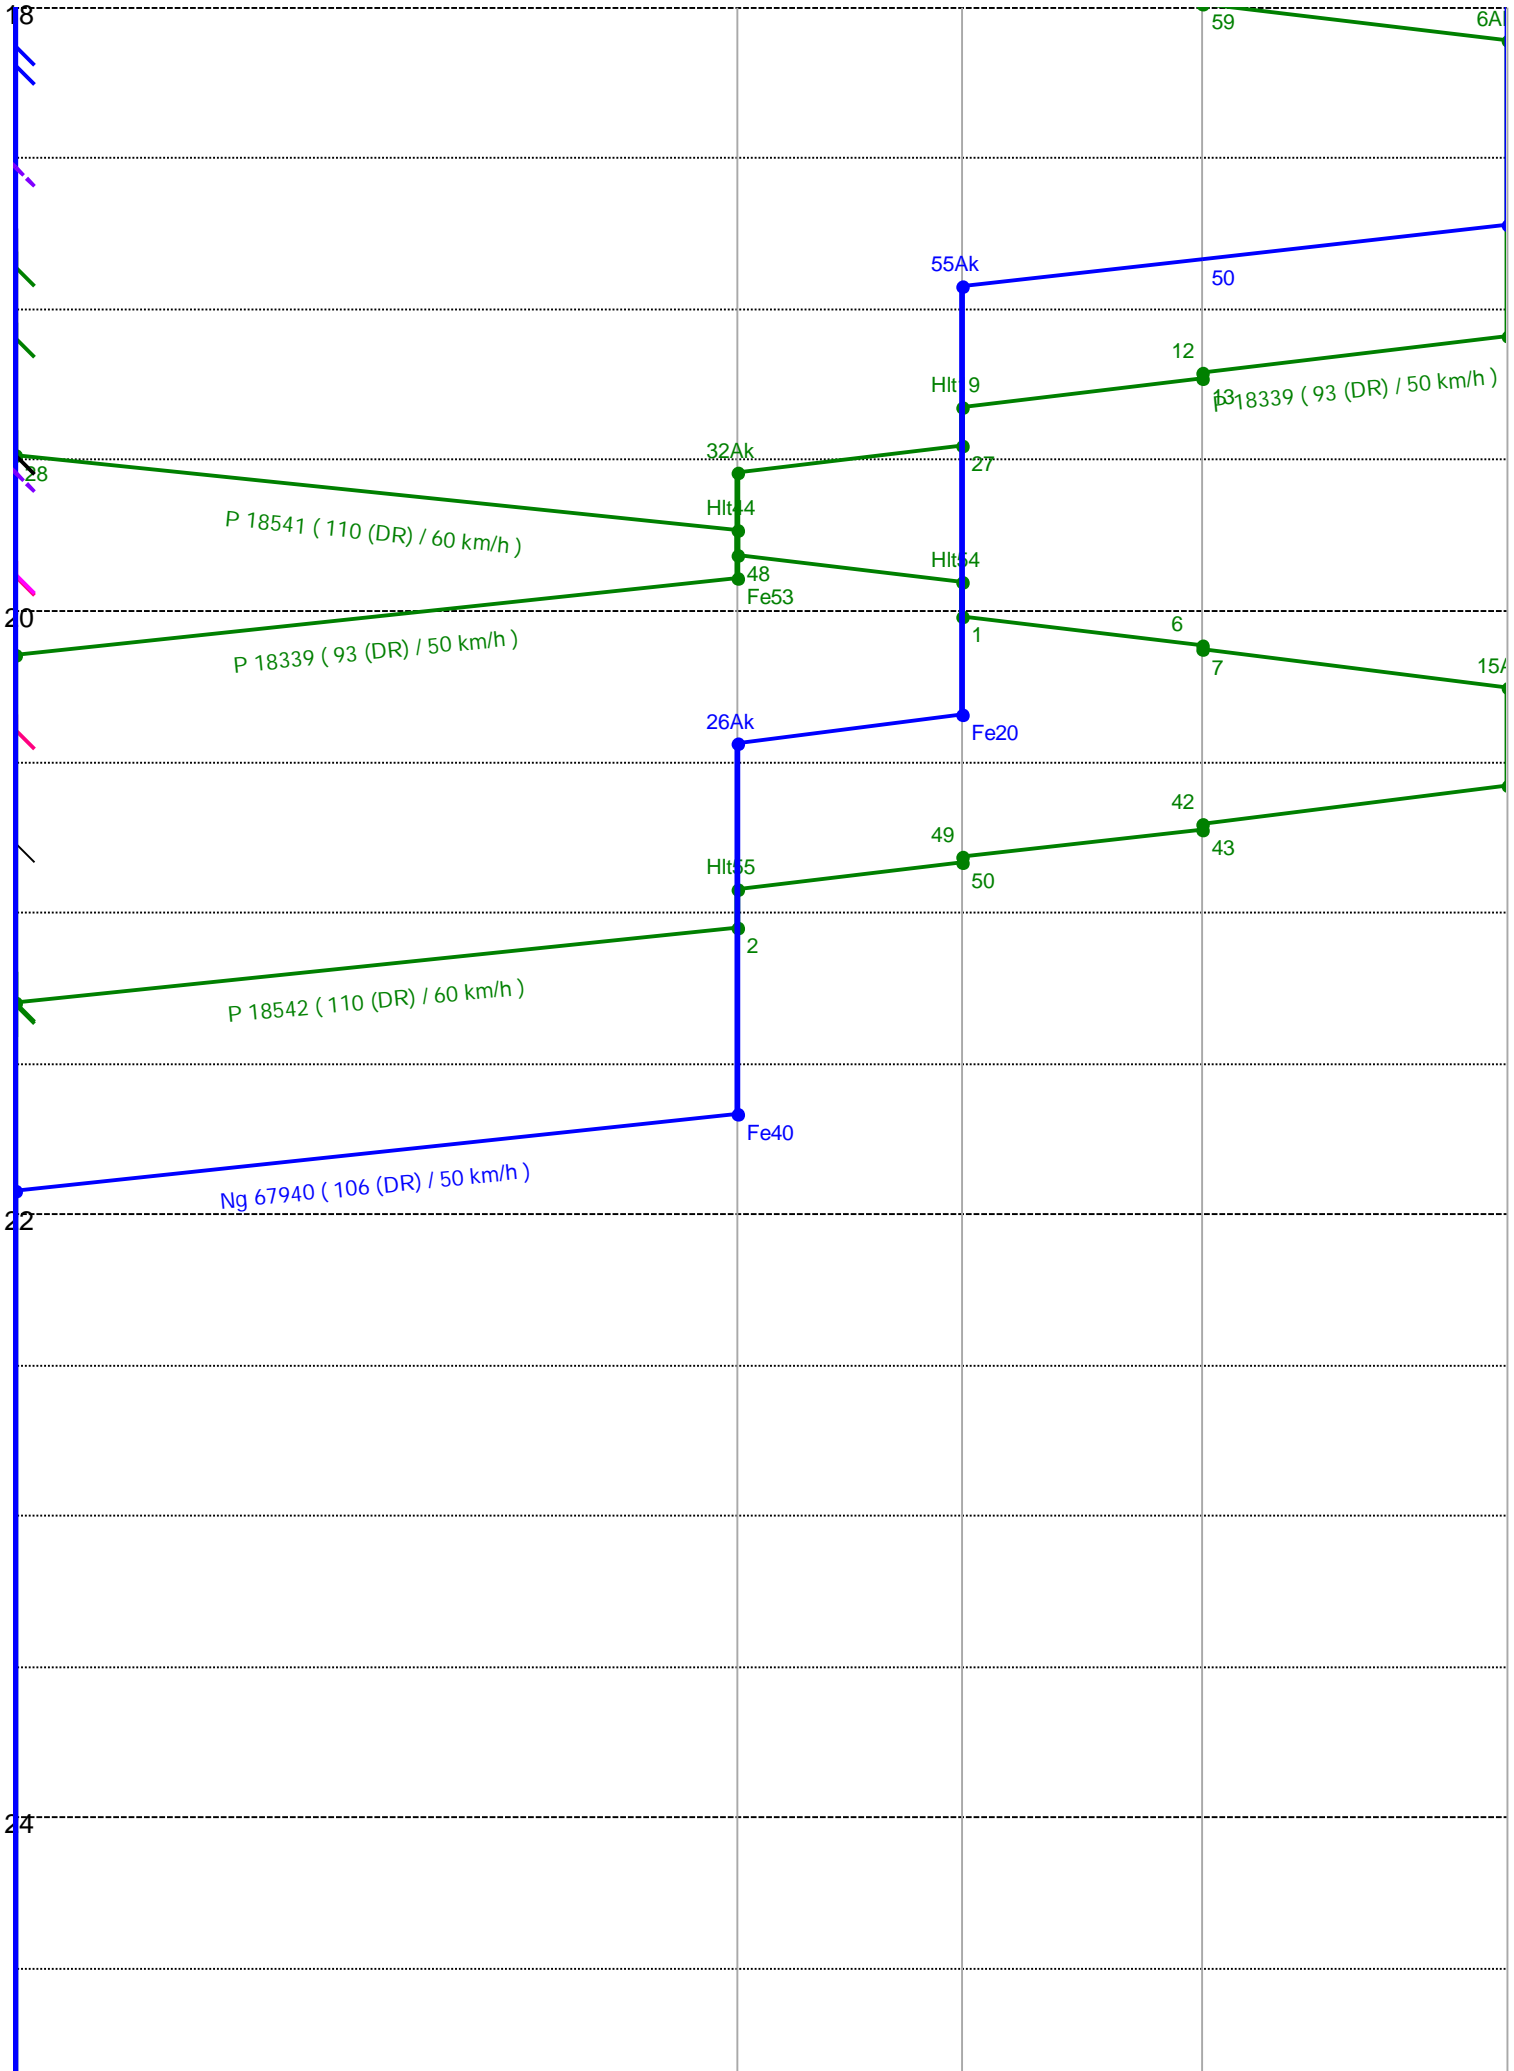 18
59
6A
55Ak
50
12
Hlt19
13
P 18339 ( 93 (DR) / 50 km/h )
32Ak
27
28
Hlt44
P 18541 ( 110 (DR) / 60 km/h )
Hlt54
48
Fe53
20
6
1
P 18339 ( 93 (DR) / 50 km/h )
7
15A
26Ak
Fe20
42
49
43
Hlt55
50
2
P 18542 ( 110 (DR) / 60 km/h )
Fe40
Ng 67940 ( 106 (DR) / 50 km/h )
22
24